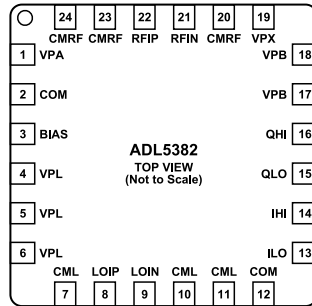 24 23 22 21 20 19
CMRF CMRF RFIP RFIN CMRF VPX
1 VPA VPB 18
2 COM VPB 17
3 BIAS QHI 16
ADL5382
TOP VIEW
(Not to Scale)
4 VPL QLO 15
5 VPL IHI 14
6 VPL ILO 13
CML LOIP LOIN CML CML COM
7 8 9 10 11 12